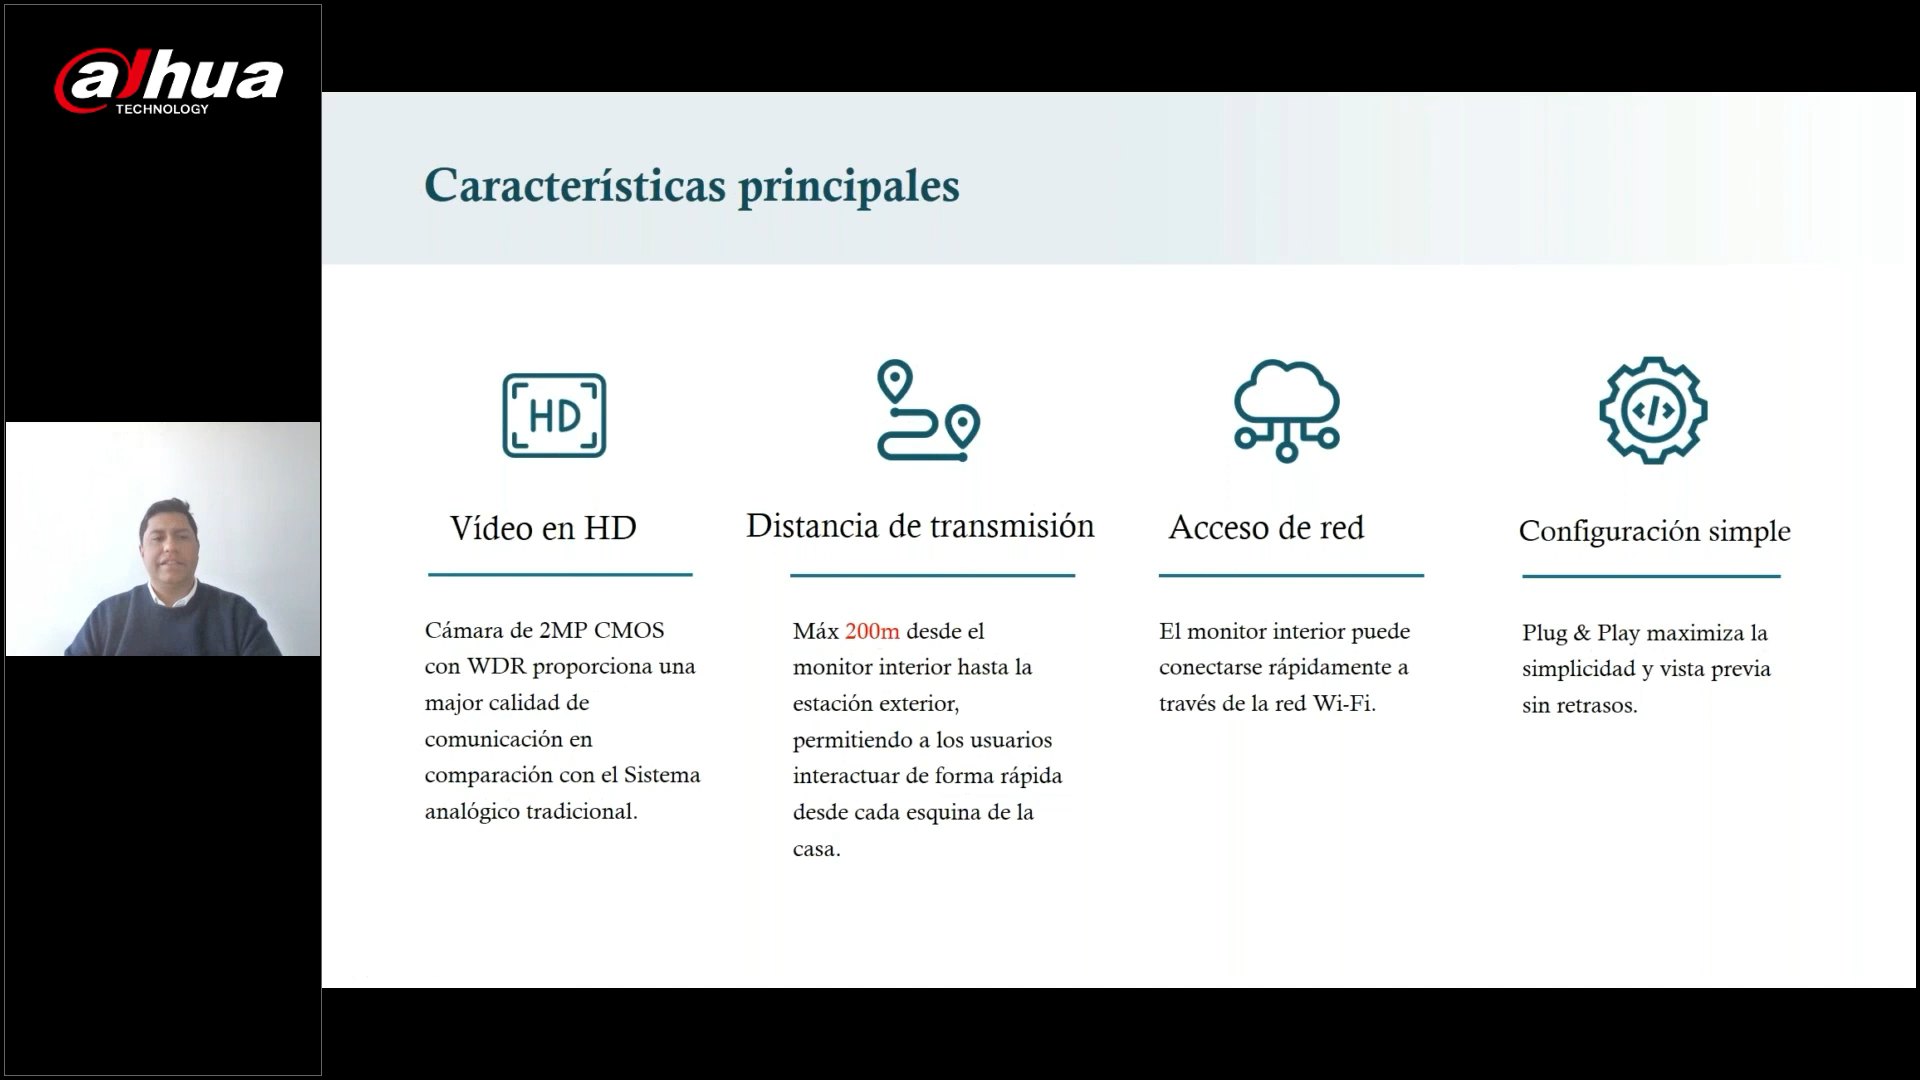 alhua
TECHNOLOGY
Características principales
HD
Vídeo en HD
Cámara de 2MP CMOS
con WDR proporciona una
major calidad de
comunicación en
comparación con el Sistema
analógico tradicional.
Distancia de transmisión
Máx 200m desde el
monitor interior hasta la
estación exterior,
permitiendo a los usuarios
interactuar de forma rápida
desde cada esquina de la
casa.
Acceso de red
El monitor interior puede
conectarse rápidamente a
través de la red Wi-Fi.
</>
Configuración simple
Plug & Play maximiza la
simplicidad y vista previa
sin retrasos.